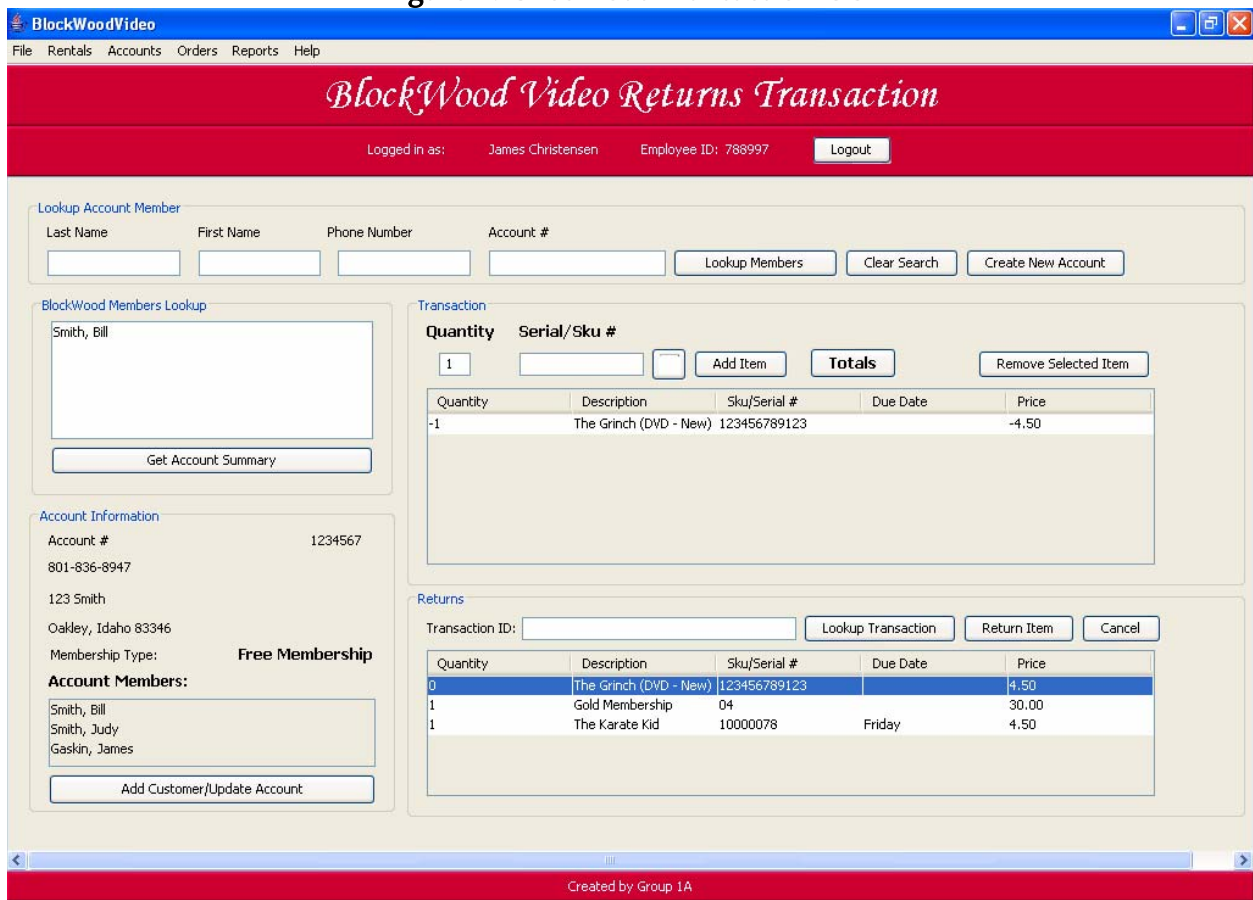 BlockWoodVideo
File Rentals Accounts Orders Reports Help
BlockWood Video Returns Transaction
Logged in as: James Christensen Employee ID: 788997 Logout
Lookup Account Member
Last Name First Name Phone Number Account #
Lookup Members Clear Search Create New Account
BlockWood Members Lookup
Smith, Bill
Get Account Summary
Account Information
Account # 1234567
801-836-8947
123 Smith
Oakley, Idaho 83346
Membership Type: Free Membership
Account Members:
Smith, Bill
Smith, Judy
Gaskin, James
Add Customer/Update Account
Transaction
Quantity Serial/Sku #
1 Add Item Totals Remove Selected Item
Quantity Description Sku/Serial # Due Date Price
-1 The Grinch (DVD - New) 123456789123 -4.50
Returns
Transaction ID: Lookup Transaction Return Item Cancel
Quantity Description Sku/Serial # Due Date Price
0 The Grinch (DVD - New) 123456789123 4.50
1 Gold Membership 04 30.00
1 The Karate Kid 10000078 Friday 4.50
Created by Group 1A